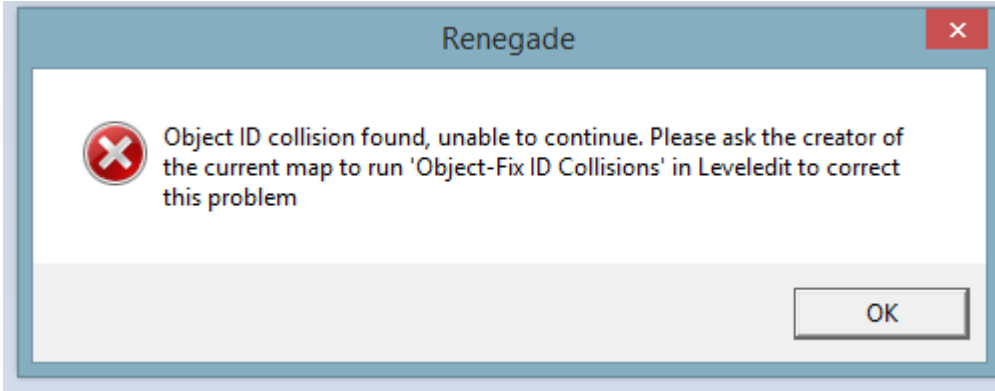 Renegade
Object ID collision found, unable to continue. Please ask the creator of
the current map to run 'Object-Fix ID Collisions' in Leveledit to correct
this problem
OK